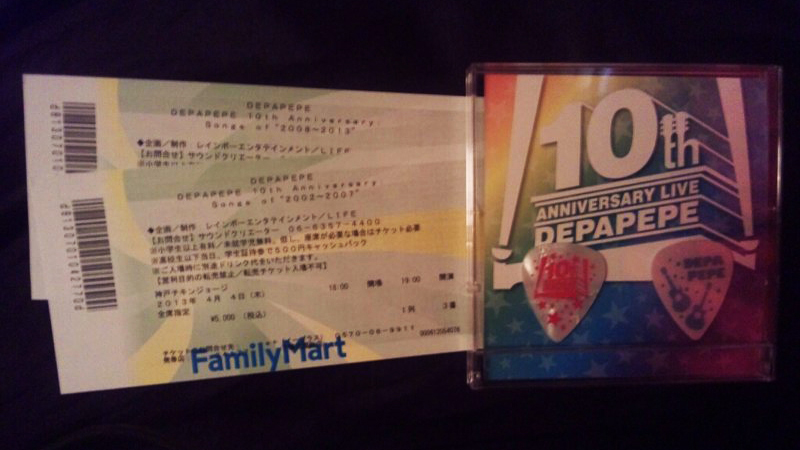 DEPAPEPE
DEPAPEPE 10th Anniversary:
Songs of "2008~2013"
◆企画/制作 レインボーエンタテインメント/LIFE
【お問合せ】サウンドクリエーター
DEPAPEPE
DEPAPEPE 10th Anniversary:
Songs of "2002~2007"
◆企画/制作 レインボーエンタテインメント/LIFE
【お問合せ】サウンドクリエーター 06-6357-4400
※小学生以上有料/未就学児無料、但し、座席が必要な場合はチケット必要
※高校生以下当日、学生証持参で500円キャッシュバック
※ご入場時に別途ドリンク代をいただきます。
【営利目的の転売禁止/転売チケット入場不可】
神戸チキンジョージ 18:00 開場 19:00 開演
2013年 4月 4日(木)
全席指定 ¥5,000 (税込) 1列 3番
0570-06-9911
FamilyMart
10th
ANNIVERSARY LIVE
DEPAPEPE
10th
DEPA
PEPE